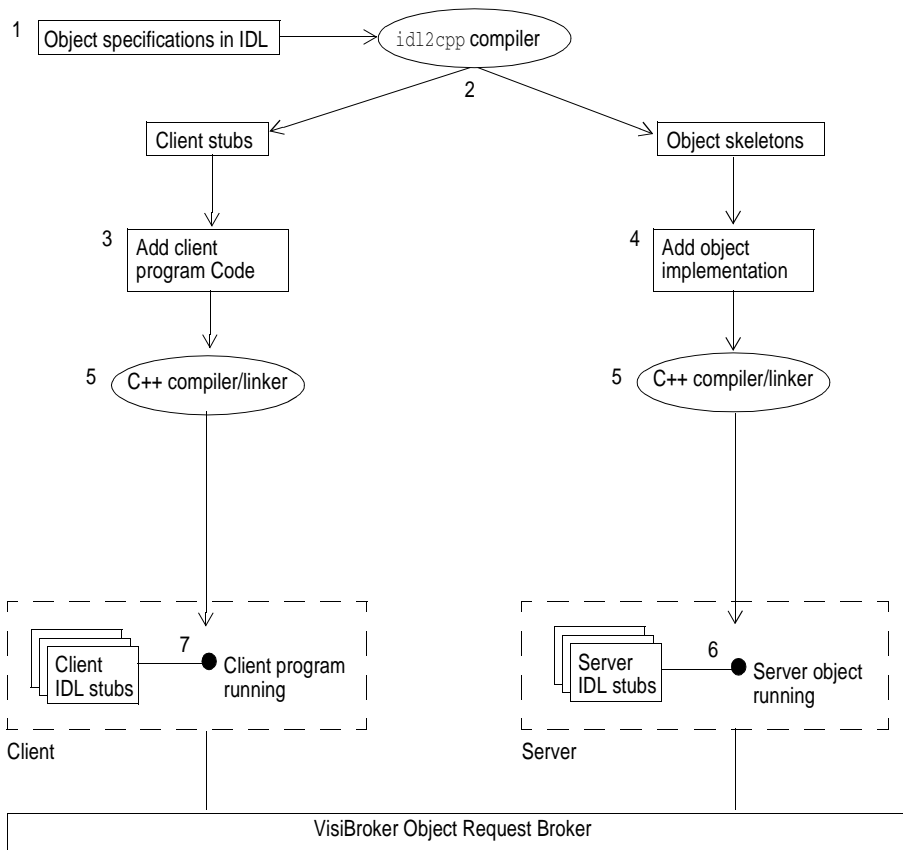 1
Object specifications in IDL
idl2cpp compiler
2
Client stubs
Object skeletons
3
Add client
program Code
4
Add object
implementation
5
C++ compiler/linker
5
C++ compiler/linker
Client
IDL stubs
7
Client program
running
Server
IDL stubs
6
Server object
running
Client
Server
VisiBroker Object Request Broker